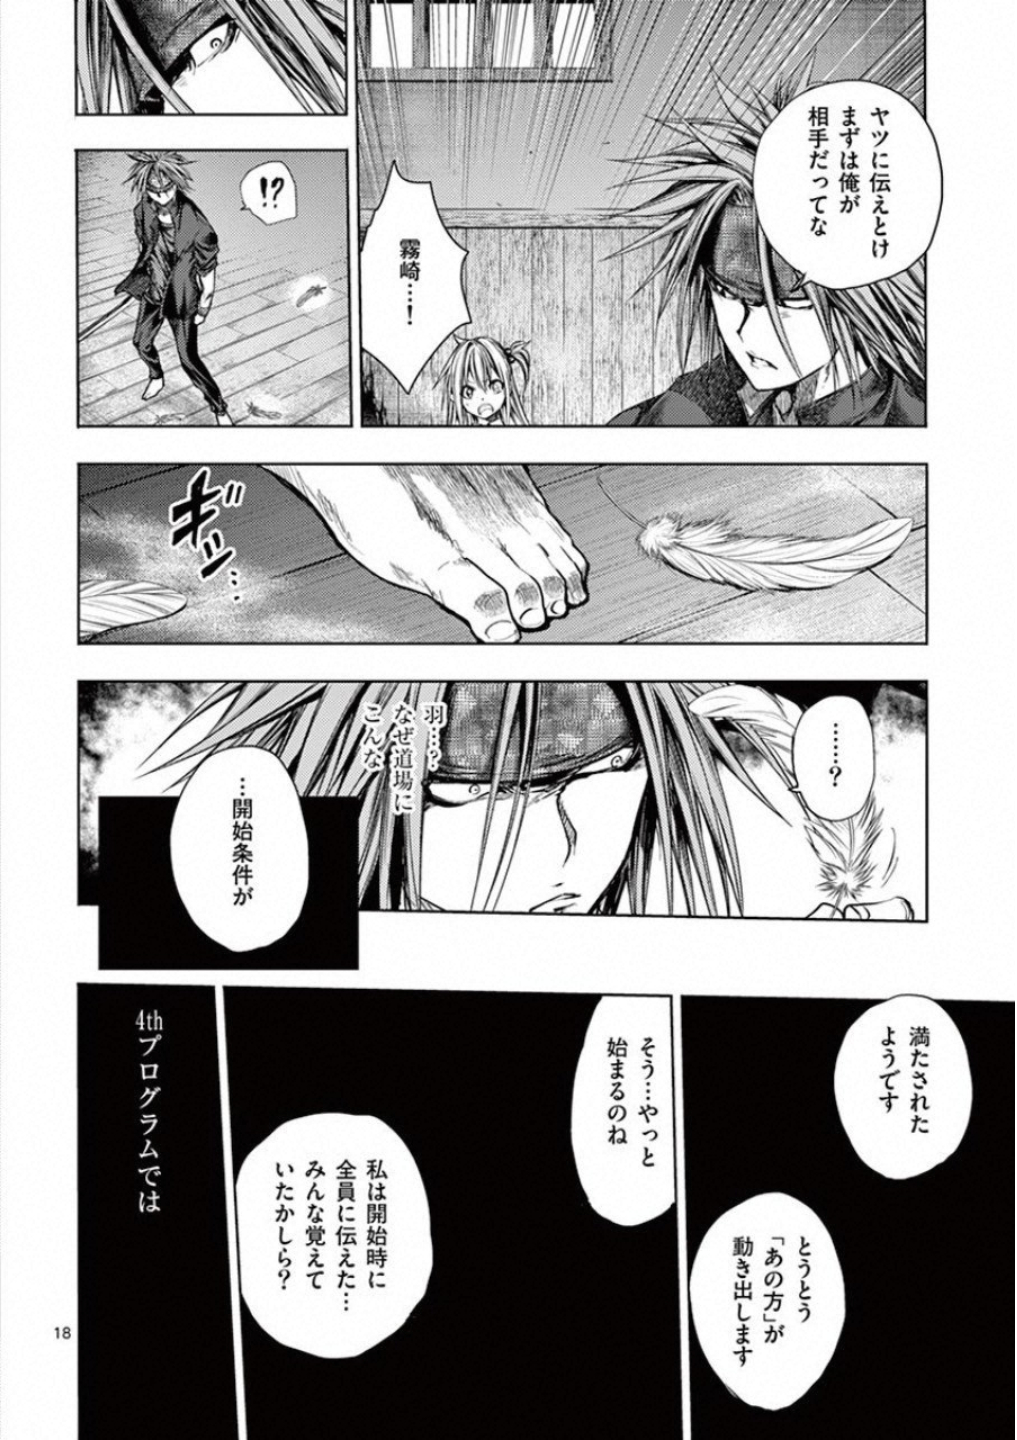 ヤツに伝えとけ
まずは俺が
相手だってな
霧崎…!
!?
ギッ…
………?
羽…?
なぜ道場に
こんな
…開始条件が
満たされた
ようです
とうとう
「あの方」が
動き出します
そう…やっと
始まるのね
私は開始時に
全員に伝えた…
みんな覚えて
いたかしら?
4thプログラムでは
18